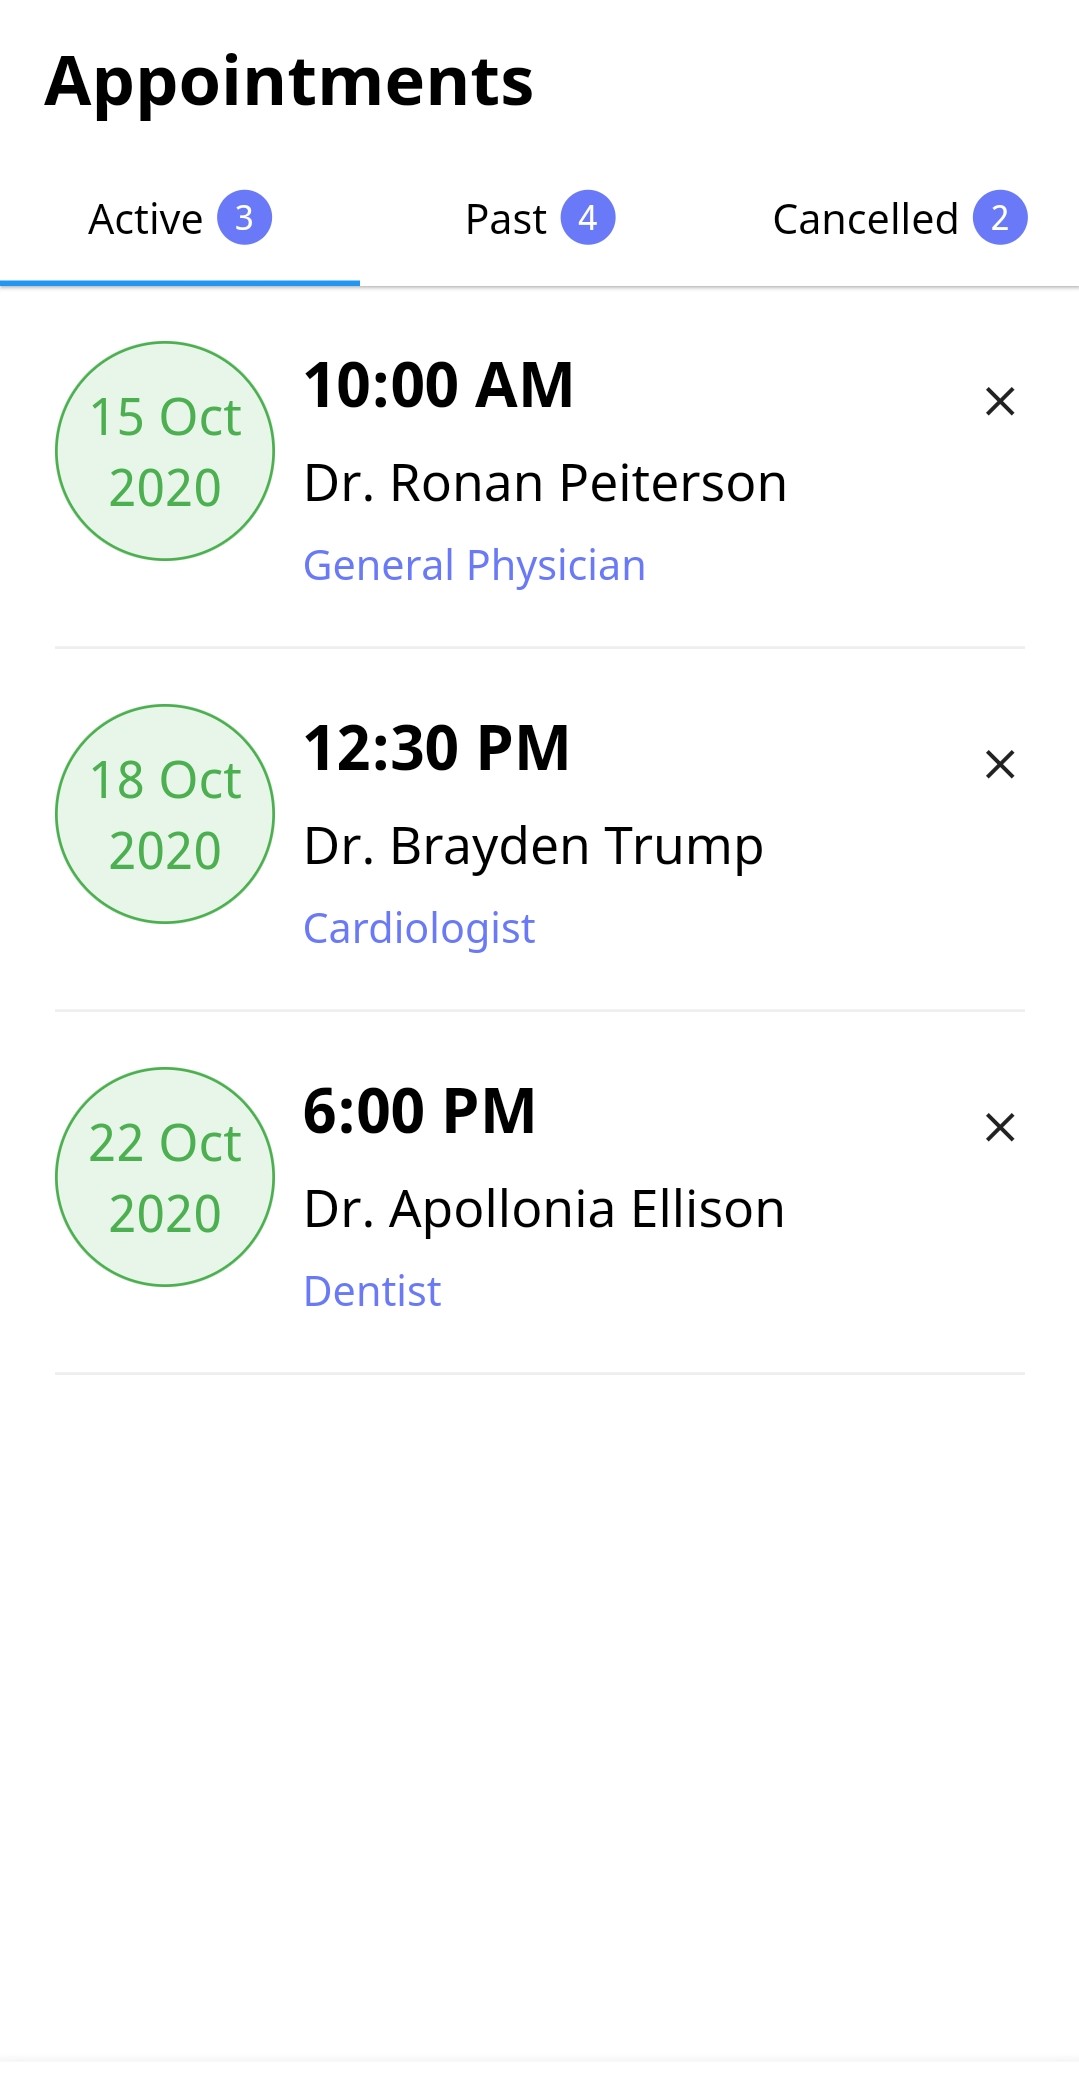 Appointments
Active 3
Past 4
Cancelled 2
15 Oct
2020
10:00 AM
Dr. Ronan Peiterson
General Physician
18 Oct
2020
12:30 PM
Dr. Brayden Trump
Cardiologist
22 Oct
2020
6:00 PM
Dr. Apollonia Ellison
Dentist